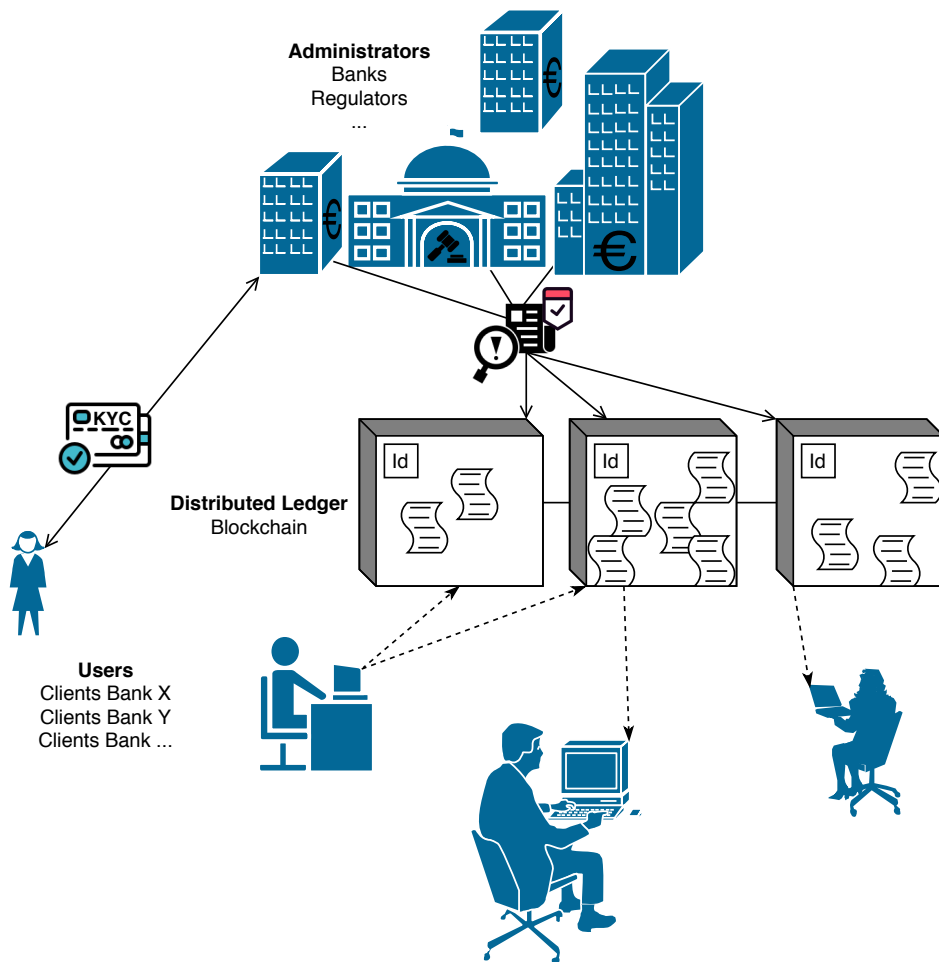 Administrators
Banks
Regulators
...
€
€
€
€
!
KYC
Id
Id
Id
Distributed Ledger
Blockchain
Users
Clients Bank X
Clients Bank Y
Clients Bank ...